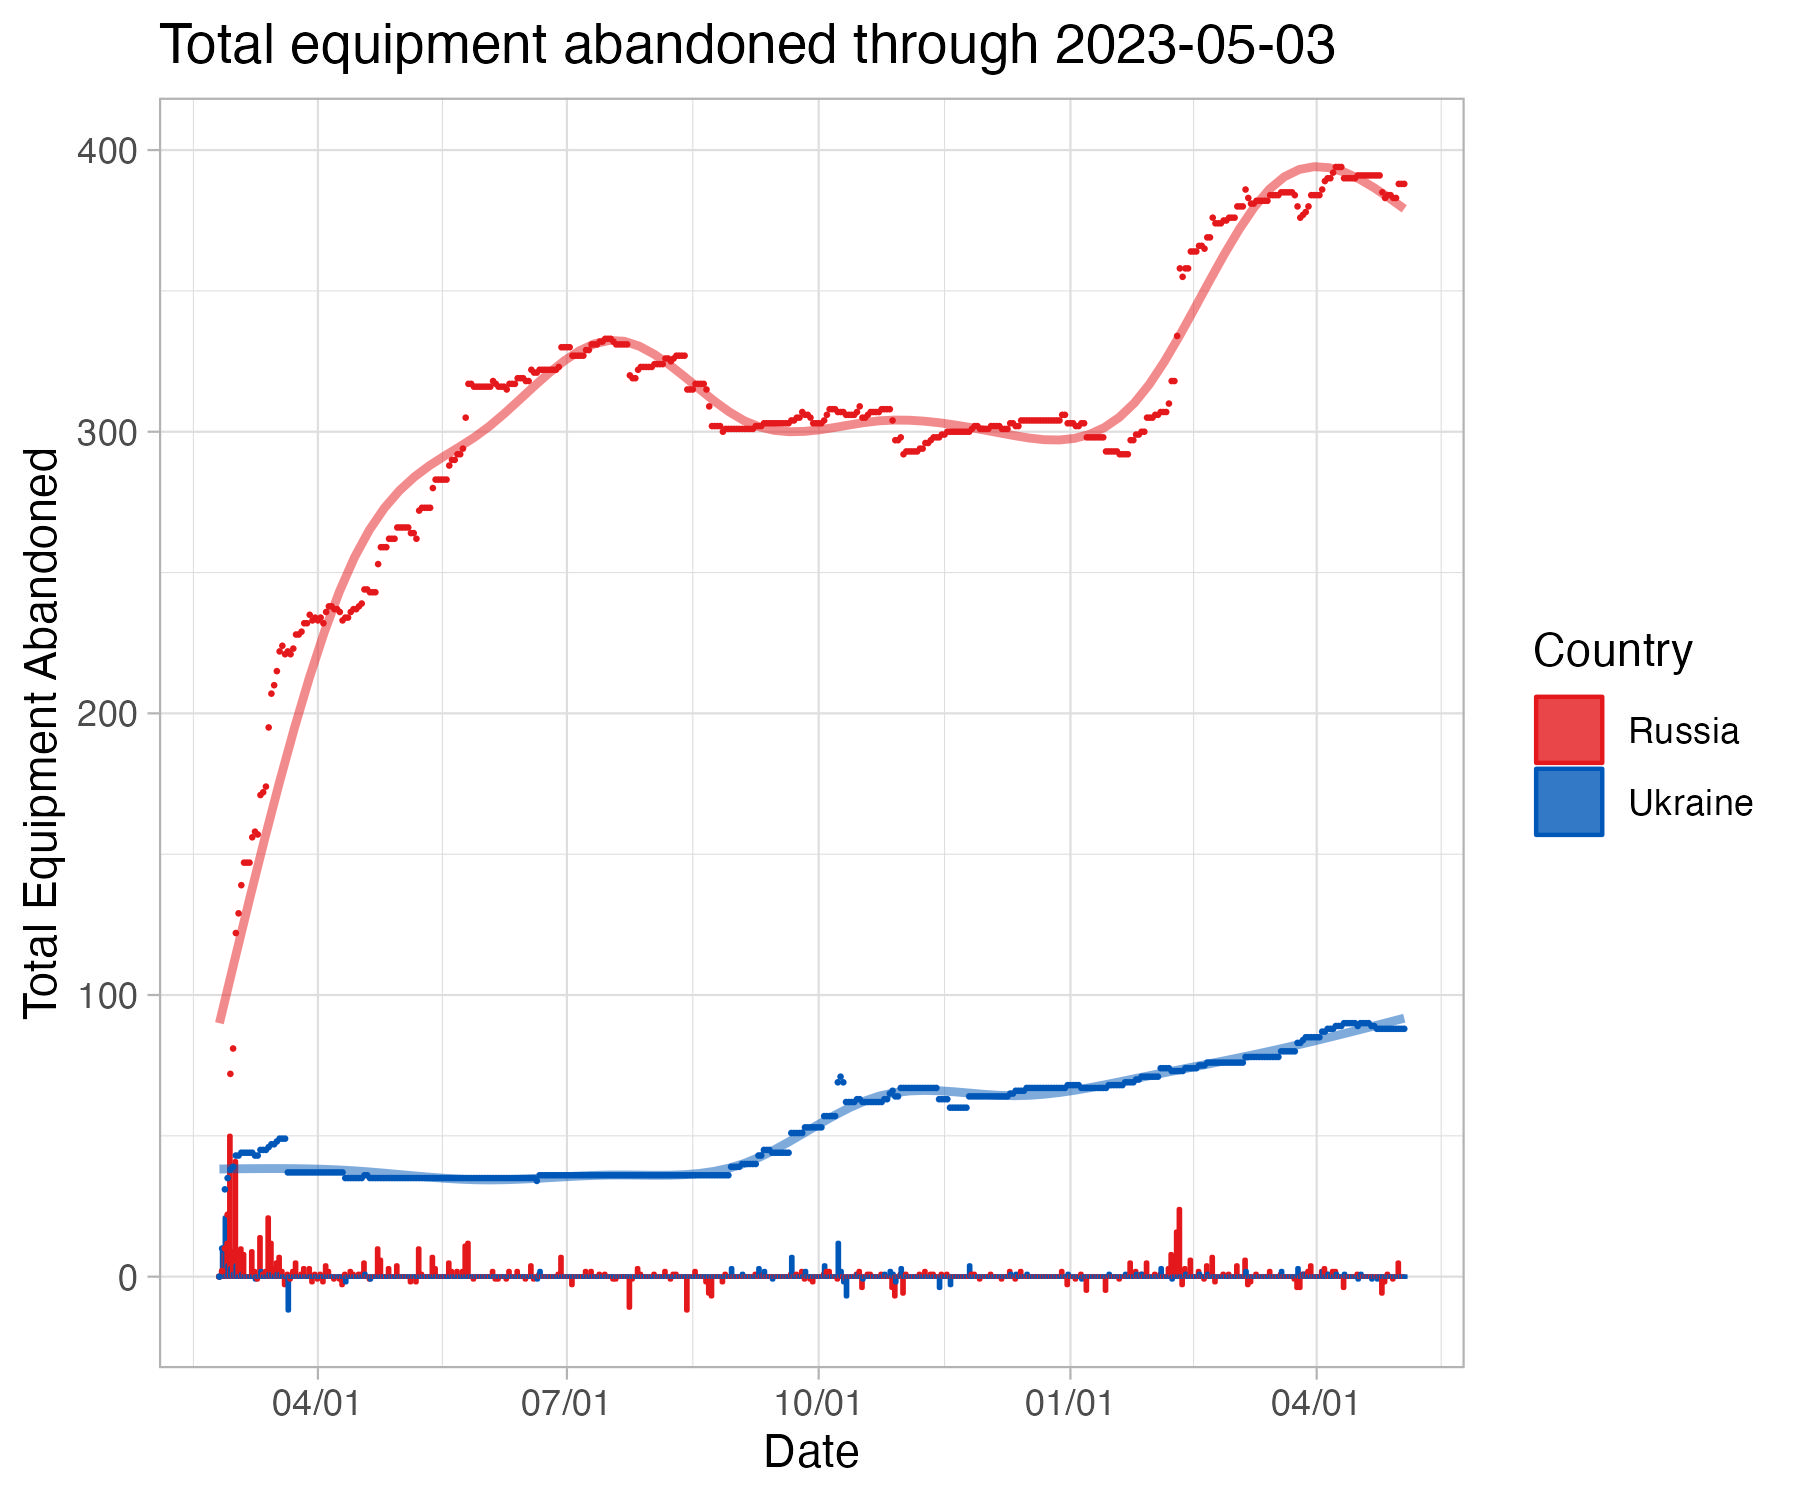 Total equipment abandoned through 2023-05-03
Total Equipment Abandoned
400
300
200
100
0
04/01
07/01
10/01
01/01
04/01
Date
Country
Russia
Ukraine